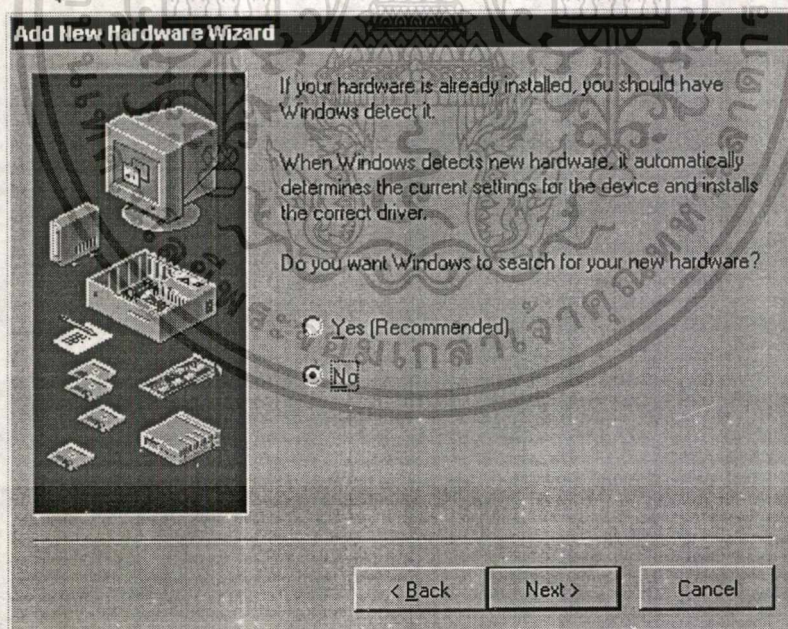 Add New Hardware Wizard
If your hardware is already installed, you should have
Windows detect it.
When Windows detects new hardware, it automatically
determines the current settings for the device and installs
the correct driver.
Do you want Windows to search for your new hardware?
Yes (Recommended)
No
< Back
Next >
Cancel